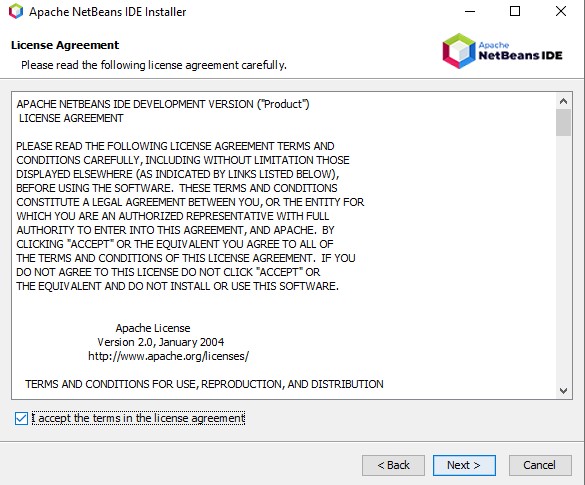 Apache NetBeans IDE Installer
License Agreement
Please read the following license agreement carefully.
Apache
NetBeans IDE
APACHE NETBEANS IDE DEVELOPMENT VERSION ("Product")
LICENSE AGREEMENT
PLEASE READ THE FOLLOWING LICENSE AGREEMENT TERMS AND
CONDITIONS CAREFULLY, INCLUDING WITHOUT LIMITATION THOSE
DISPLAYED ELSEWHERE (AS INDICATED BY LINKS LISTED BELOW),
BEFORE USING THE SOFTWARE.  THESE TERMS AND CONDITIONS
CONSTITUTE A LEGAL AGREEMENT BETWEEN YOU, OR THE ENTITY FOR
WHICH YOU ARE AN AUTHORIZED REPRESENTATIVE WITH FULL
AUTHORITY TO ENTER INTO THIS AGREEMENT, AND APACHE.  BY
CLICKING "ACCEPT" OR THE EQUIVALENT YOU AGREE TO ALL OF
THE TERMS AND CONDITIONS OF THIS LICENSE AGREEMENT.  IF YOU
DO NOT AGREE TO THIS LICENSE DO NOT CLICK "ACCEPT" OR
THE EQUIVALENT AND DO NOT INSTALL OR USE THIS SOFTWARE.
Apache License
Version 2.0, January 2004
http://www.apache.org/licenses/
TERMS AND CONDITIONS FOR USE, REPRODUCTION, AND DISTRIBUTION
I accept the terms in the license agreement
< Back
Next >
Cancel